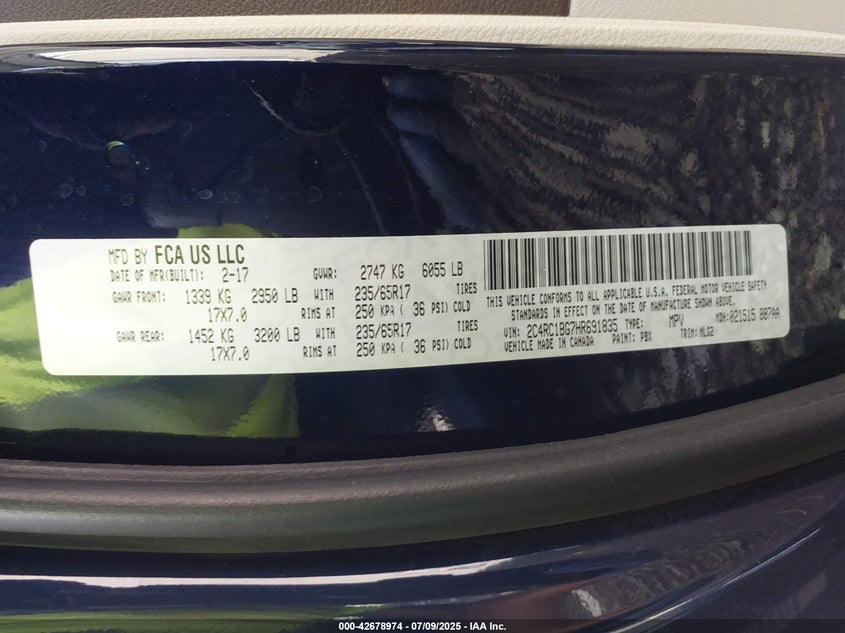 MFD BY FCA US LLC
DATE OF MFR(BUILT): 2-17 GVWR: 2747 KG 6055 LB
GAWR FRONT: 1339 KG 2950 LB WITH 235/65R17 TIRES
17X7.0 RIMS AT 250 KPA ( 36 PSI) COLD
GAWR REAR: 1452 KG 3200 LB WITH 235/65R17 TIRES
17X7.0 RIMS AT 250 KPA ( 36 PSI) COLD
THIS VEHICLE CONFORMS TO ALL APPLICABLE U.S.A. FEDERAL MOTOR VEHICLE SAFETY
STANDARDS IN EFFECT ON THE DATE OF MANUFACTURE SHOWN ABOVE.
VIN: 2C4RC1BG7HR691835 TYPE: MPV MDH:021515 887AA
VEHICLE MADE IN CANADA PAINT: PBX TRIM: MLG2
000-42678974 / 07/09/2025 - IAA Inc.